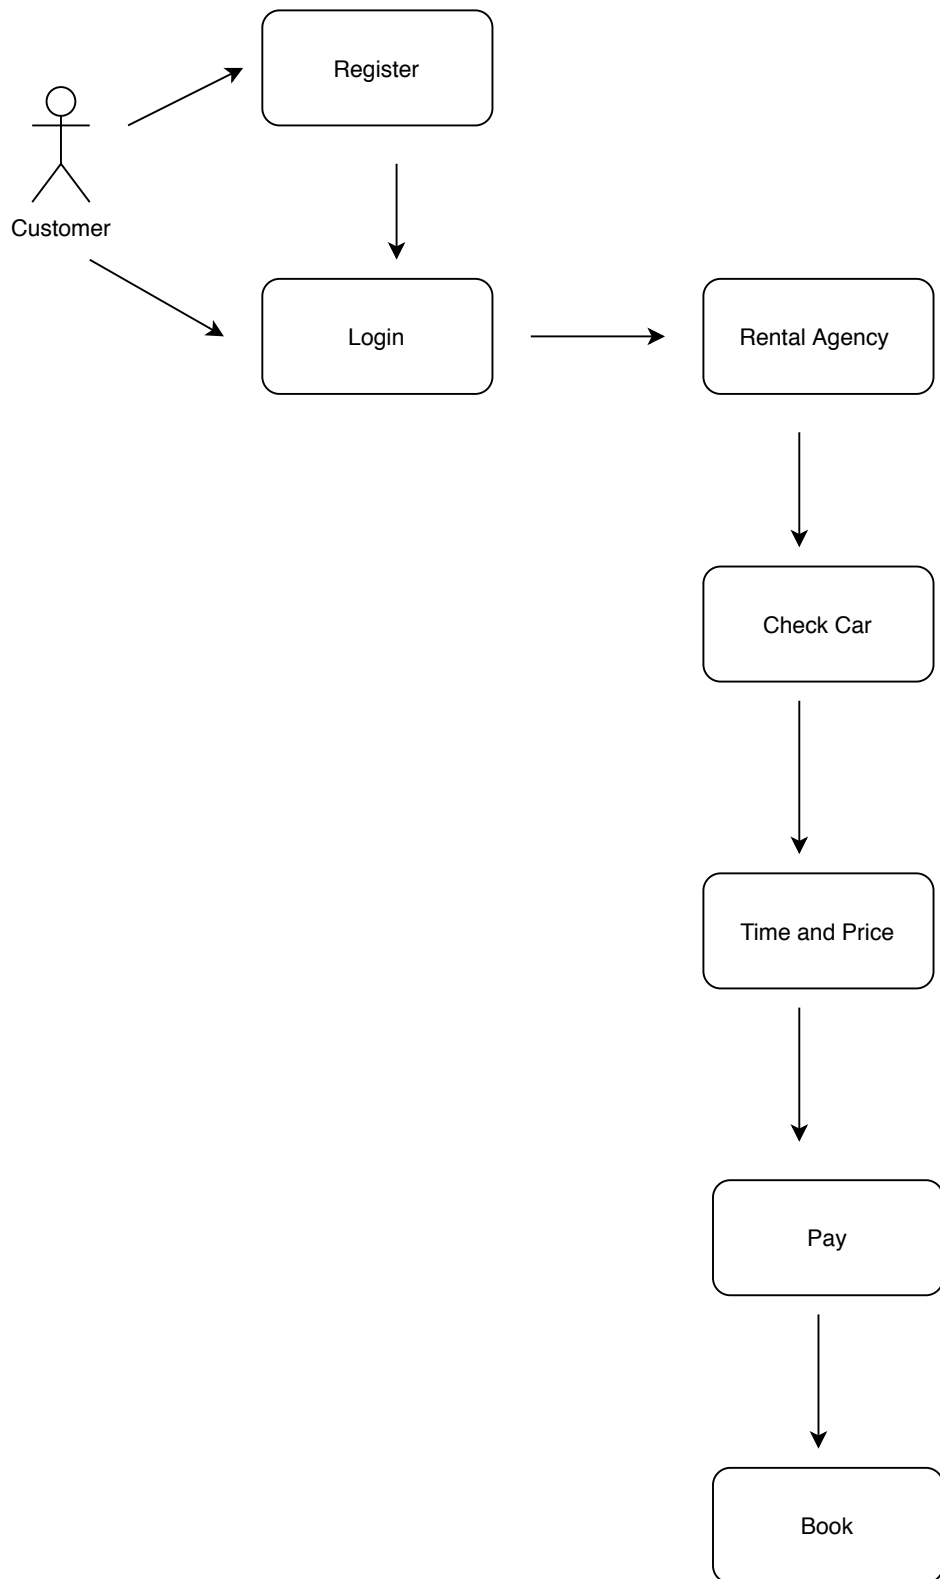 Register
Customer
Login
Rental Agency
Check Car
Time and Price
Pay
Book